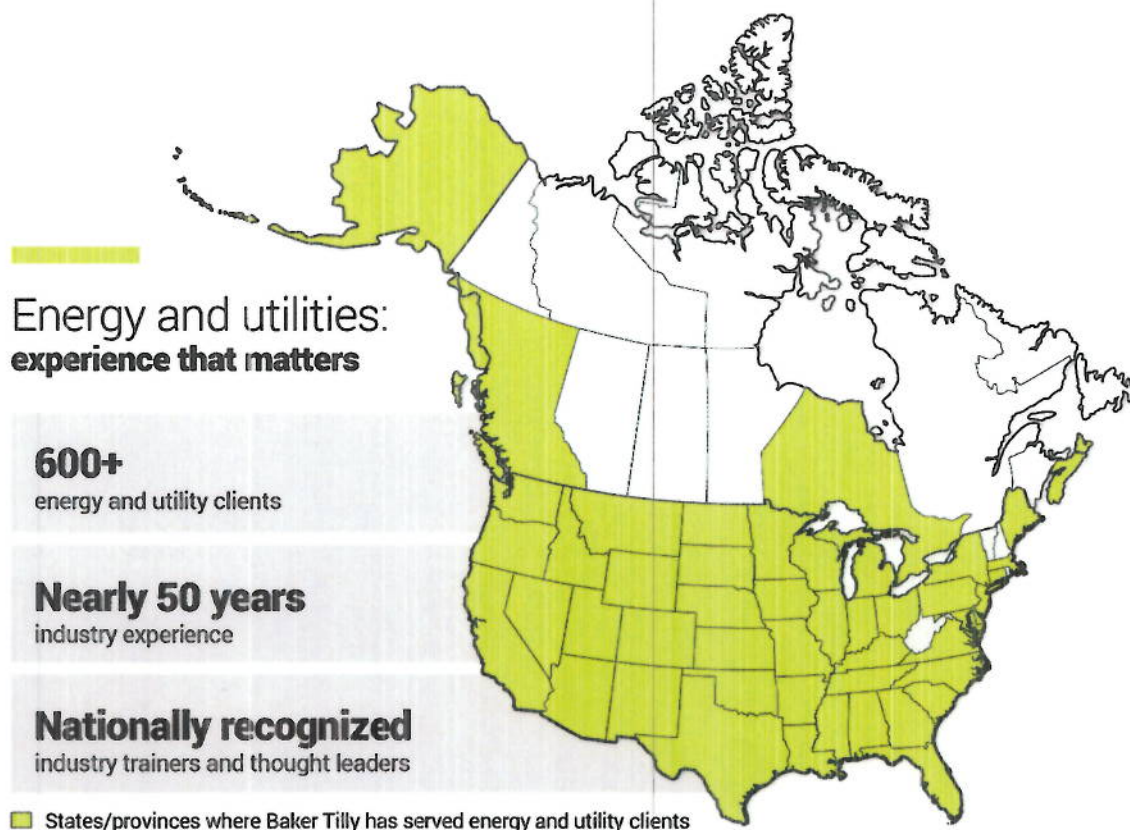 Energy and utilities:
experience that matters
600+
energy and utility clients
Nearly 50 years
industry experience
Nationally recognized
industry trainers and thought leaders
States/provinces where Baker Tilly has served energy and utility clients